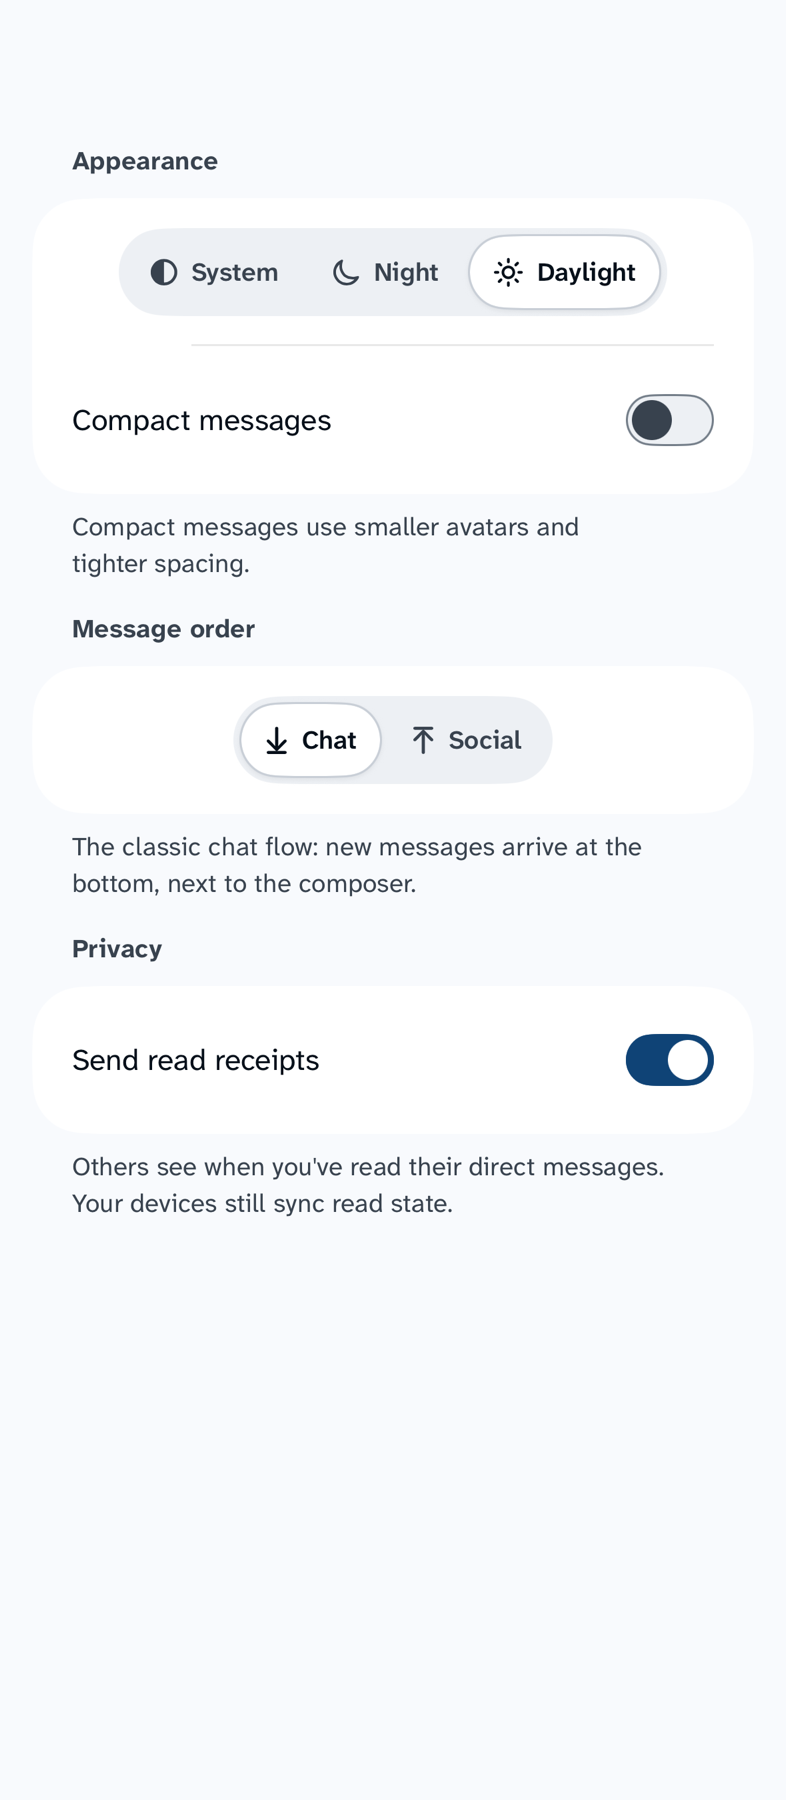 Appearance
System Night Daylight
Compact messages
Compact messages use smaller avatars and
tighter spacing.
Message order
Chat Social
The classic chat flow: new messages arrive at the
bottom, next to the composer.
Privacy
Send read receipts
Others see when you've read their direct messages.
Your devices still sync read state.